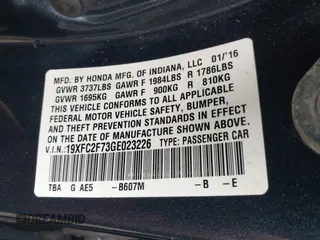 MFD. BY HONDA MFG. OF INDIANA, LLC 01/'16
GVWR 3737LBS GAWR F 1984LBS R 1786LBS
GVWR 1695KG GAWR F 900KG R 810KG
THIS VEHICLE CONFORMS TO ALL APPLICABLE
FEDERAL MOTOR VEHICLE SAFETY, BUMPER,
AND THEFT PREVENTION STANDARDS IN EFFECT
ON THE DATE OF MANUFACTURE SHOWN ABOVE.
V.I.N.:19XFC2F73GE023226 TYPE: PASSENGER CAR
TBA G AE5 -B607M -B -E